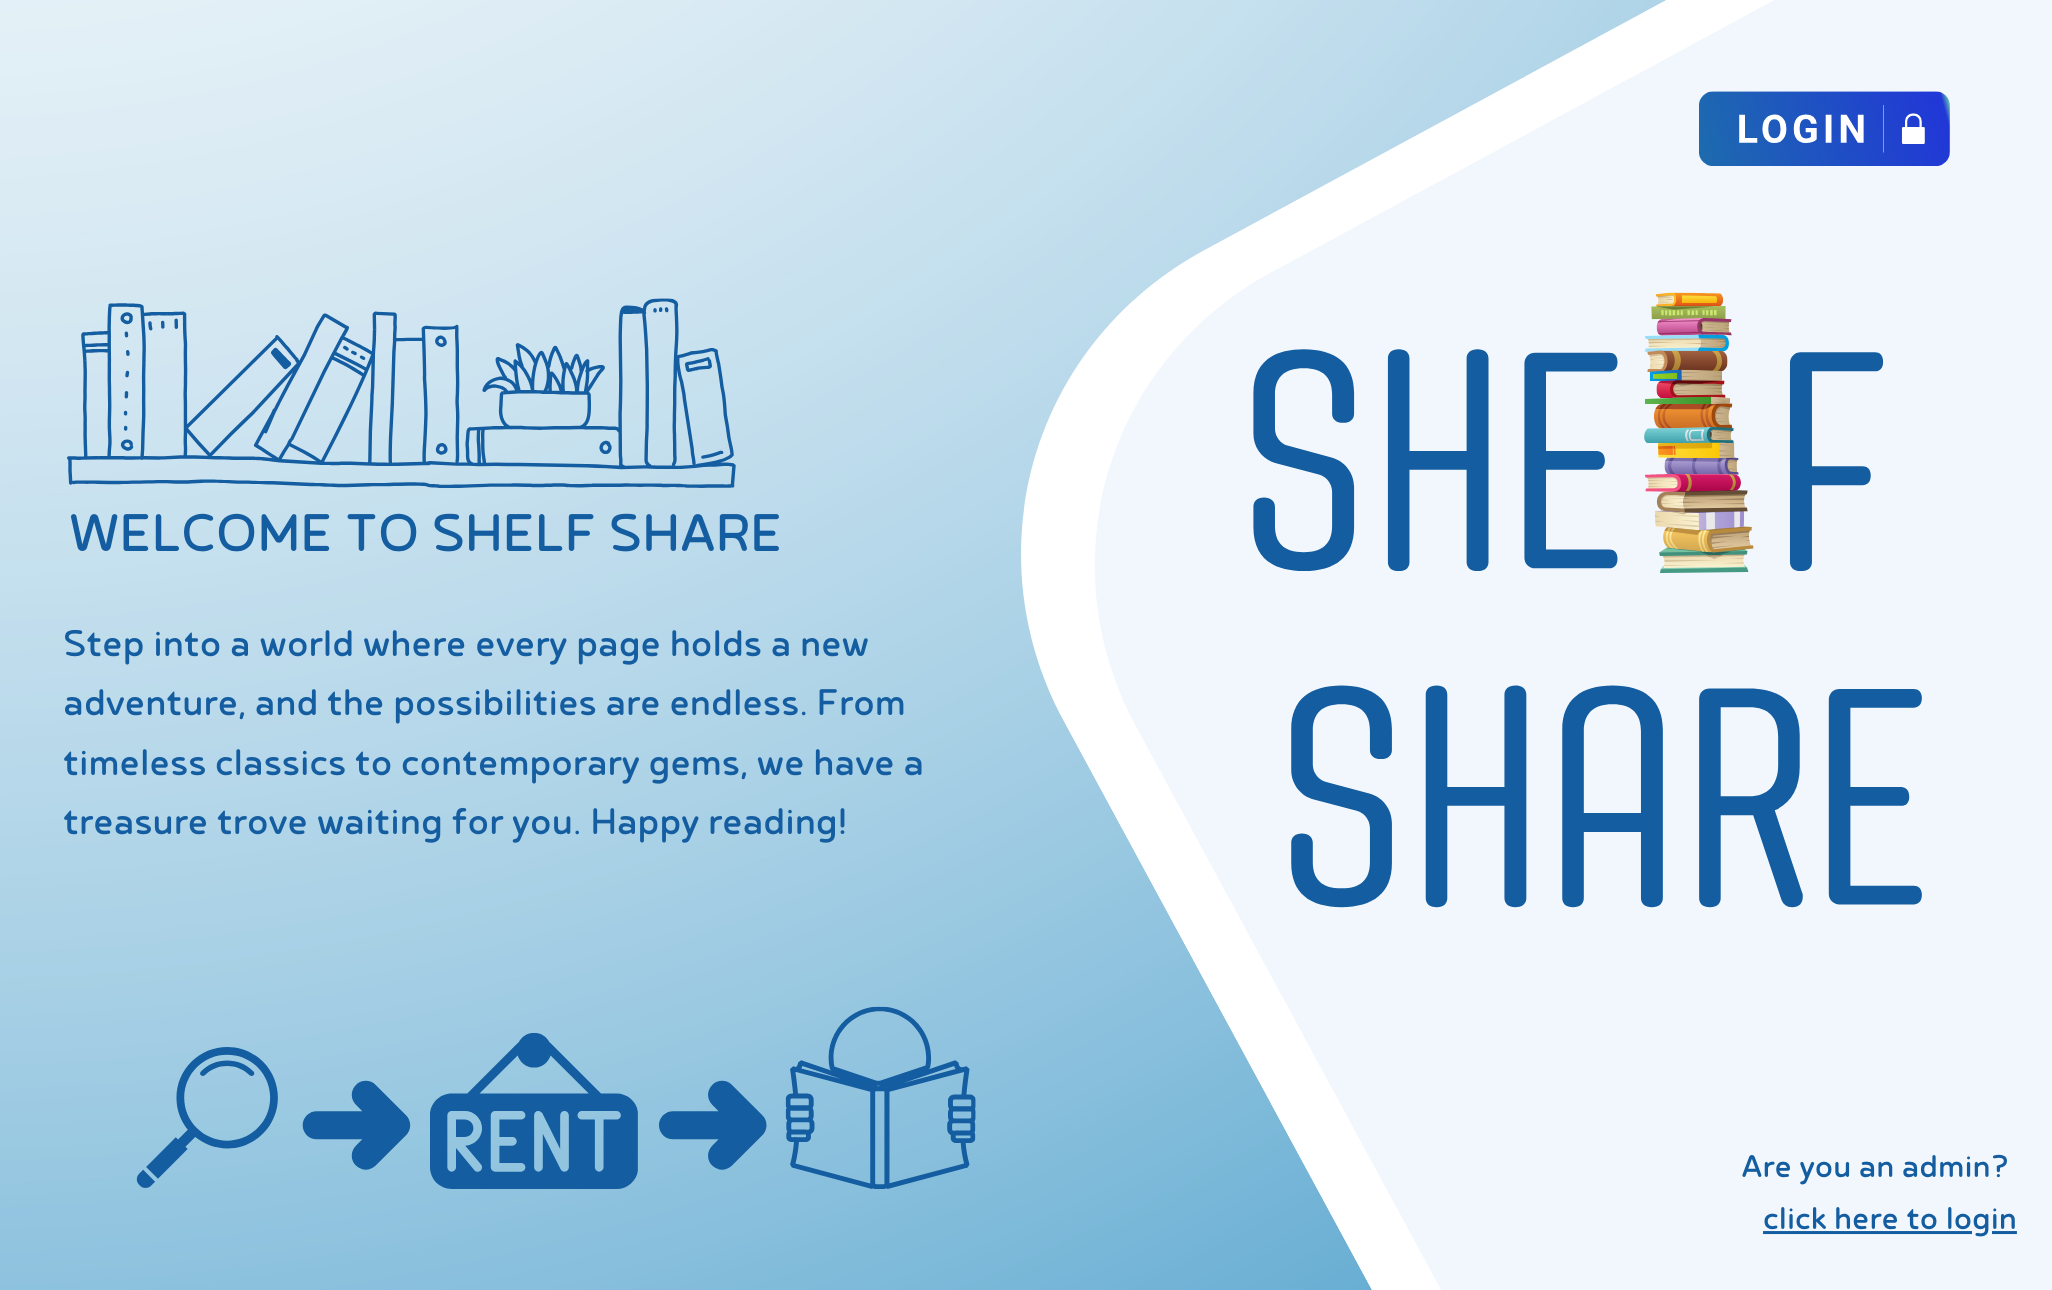 LOGIN
WELCOME TO SHELF SHARE
Step into a world where every page holds a new
adventure, and the possibilities are endless. From
timeless classics to contemporary gems, we have a
treasure trove waiting for you. Happy reading!
RENT
SHELF
SHARE
Are you an admin?
click here to login